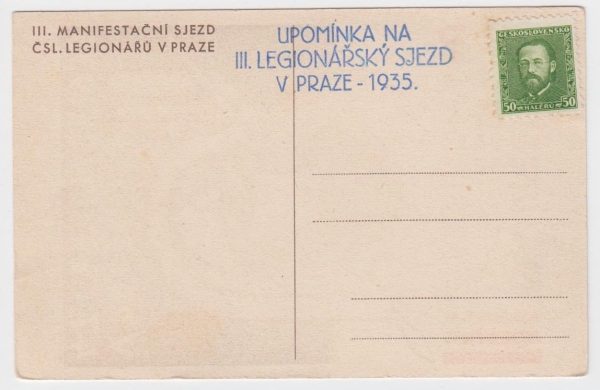 III. MANIFESTAČNÍ SJEZD
ČSL. LEGIONÁŘŮ V PRAZE
UPOMÍNKA NA
III. LEGIONÁŘSKÝ SJEZD
V PRAZE - 1935.
ČESKOSLOVENSKO
50 HALÉŘŮ 50